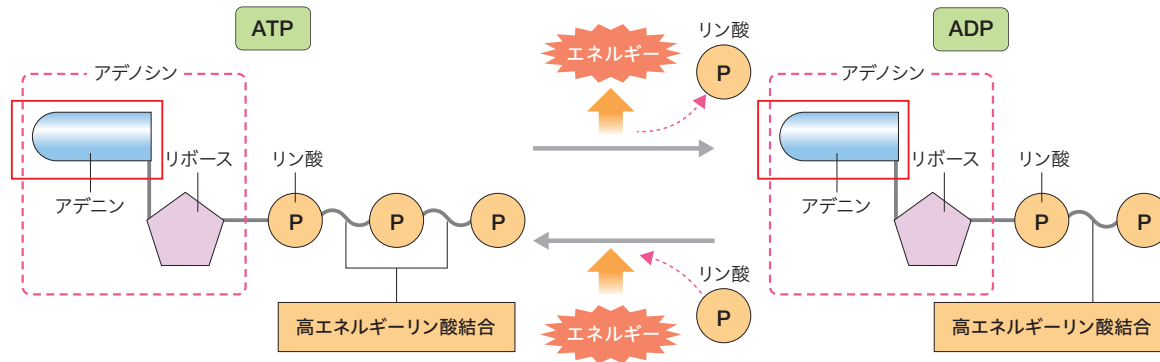 ATP
アデノシン
リボース
リン酸
アデニン
P
P
P
高エネルギーリン酸結合
エネルギー
リン酸
P
リン酸
P
エネルギー
ADP
アデノシン
リボース
リン酸
アデニン
P
P
高エネルギーリン酸結合